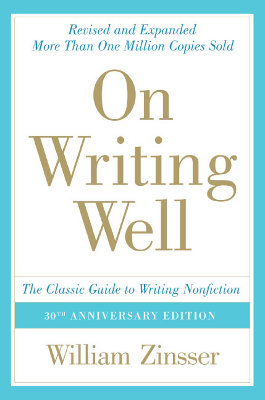 Revised and Expanded
More Than One Million Copies Sold
On
Writing
Well
The Classic Guide to Writing Nonfiction
30TH ANNIVERSARY EDITION
William Zinsser